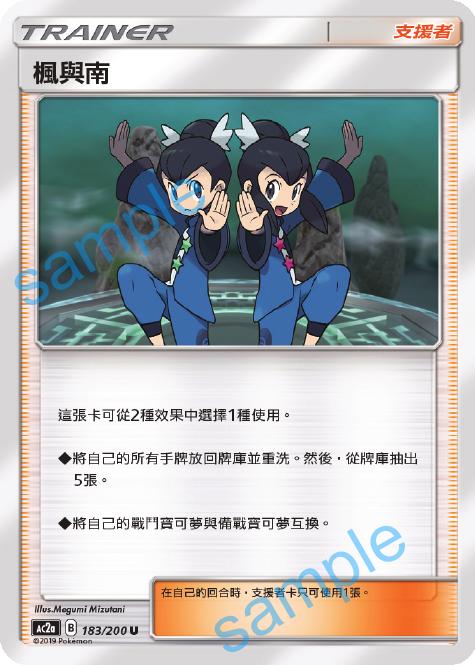 TRAINER
支援者
楓與南
sample
這張卡可從2種效果中選擇1種使用。
◆將自己的所有手牌放回牌庫並重洗。然後，從牌庫抽出
5張。
◆將自己的戰鬥寶可夢與備戰寶可夢互換。
sample
在自己的回合時，支援者卡只可使用1張。
Illus.Megumi Mizutani
AC2a B 183/200 U
©2019 Pokémon